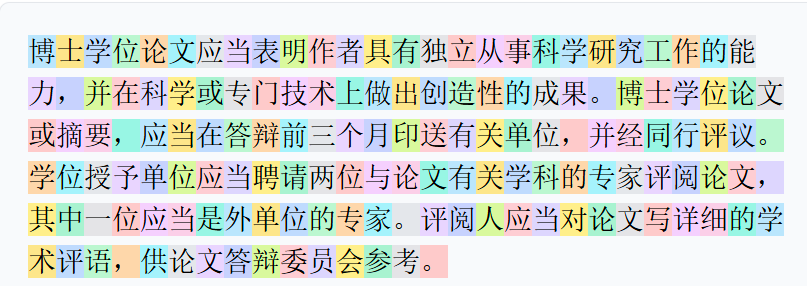 博士学位论文应当表明作者具有独立从事科学研究工作的能
力，并在科学或专门技术上做出创造性的成果。博士学位论文
或摘要，应当在答辩前三个月印送有关单位，并经同行评议。
学位授予单位应当聘请两位与论文有关学科的专家评阅论文，
其中一位应当是外单位的专家。评阅人应当对论文写详细的学
术评语，供论文答辩委员会参考。